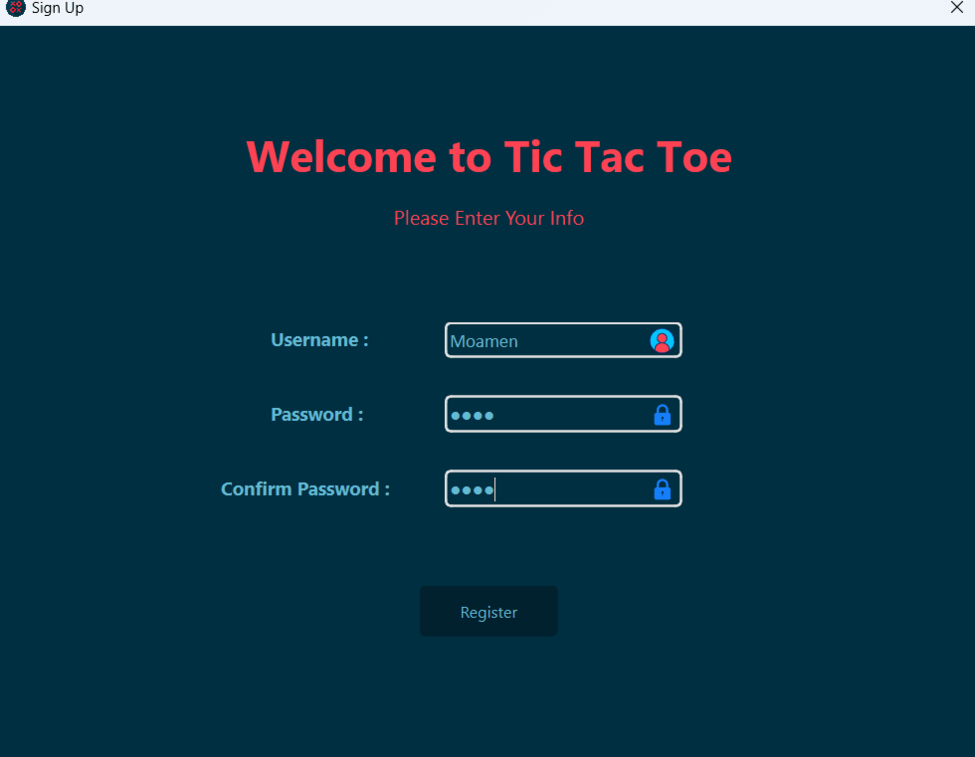 Sign Up
Welcome to Tic Tac Toe
Please Enter Your Info
Username : Moamen
Password : ●●●●
Confirm Password : ●●●●
Register